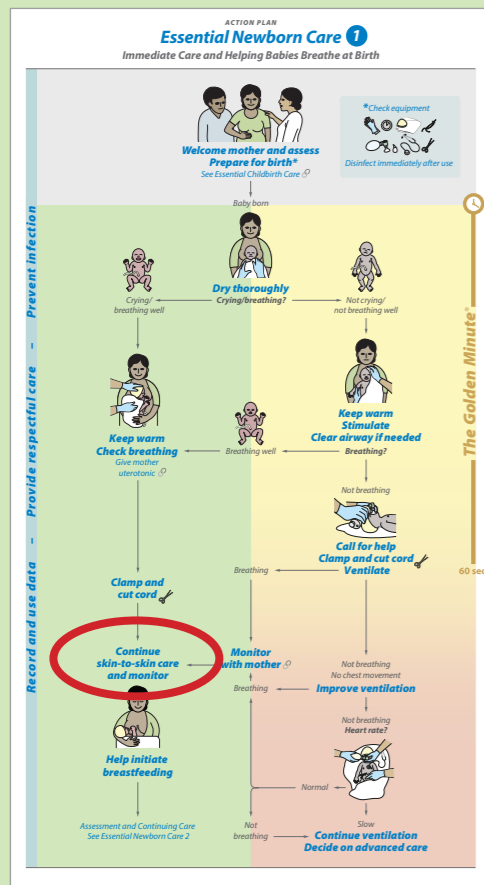 ACTION PLAN
Essential Newborn Care 1
Immediate Care and Helping Babies Breathe at Birth
*Check equipment
Disinfect immediately after use
Welcome mother and assess
Prepare for birth*
See Essential Childbirth Care
Baby born
Dry thoroughly
Crying/breathing?
Crying/
breathing well
Not crying/
not breathing well
Keep warm
Check breathing
Give mother
uterotonic
Breathing well
Keep warm
Stimulate
Clear airway if needed
Breathing?
Not breathing
Call for help
Clamp and cut cord
Ventilate
Breathing
60 sec
Clamp and
cut cord
Continue
skin-to-skin care
and monitor
Monitor
with mother
Not breathing
No chest movement
Breathing
Improve ventilation
Not breathing
Heart rate?
Help initiate
breastfeeding
Normal
Assessment and Continuing Care
See Essential Newborn Care 2
Not
breathing
Slow
Continue ventilation
Decide on advanced care
Record and use data – Provide respectful care – Prevent infection
The Golden Minute®